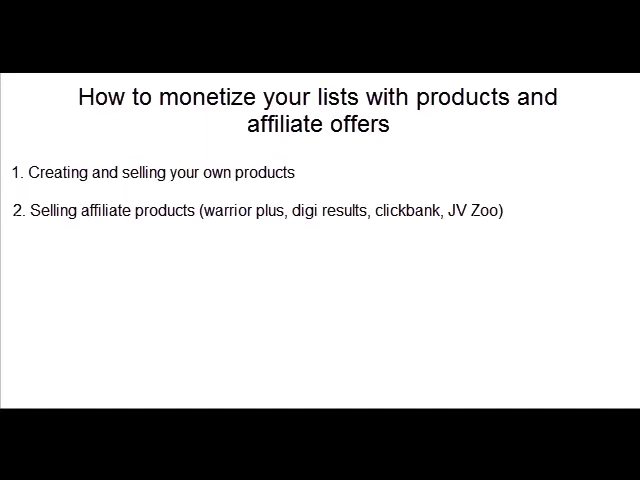 How to monetize your lists with products and
affiliate offers
1. Creating and selling your own products
2. Selling affiliate products (warrior plus, digi results, clickbank, JV Zoo)